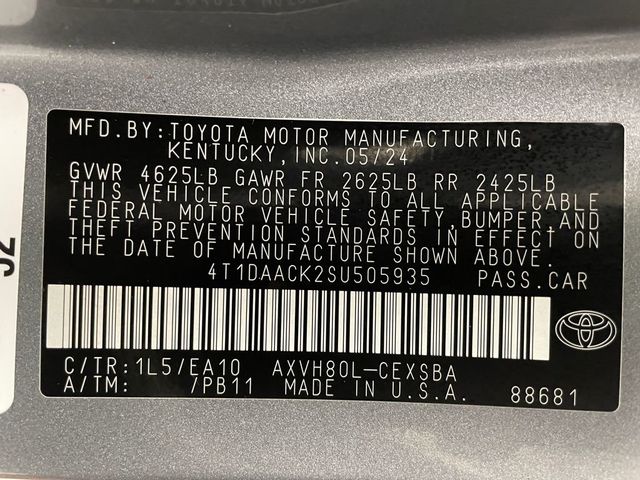 MFD.BY:TOYOTA MOTOR MANUFACTURING,
KENTUCKY,INC.05/24
GVWR 4625LB GAWR FR 2625LB RR 2425LB
THIS VEHICLE CONFORMS TO ALL APPLICABLE
FEDERAL MOTOR VEHICLE SAFETY,BUMPER,AND
THEFT PREVENTION STANDARDS IN EFFECT ON
THE DATE OF MANUFACTURE SHOWN ABOVE.
4T1DAACK2SU505935 PASS.CAR
C/TR:1L5/EA10 AXVH80L-CEXSBA
A/TM: /PB11 MADE IN U.S.A. 88681
52